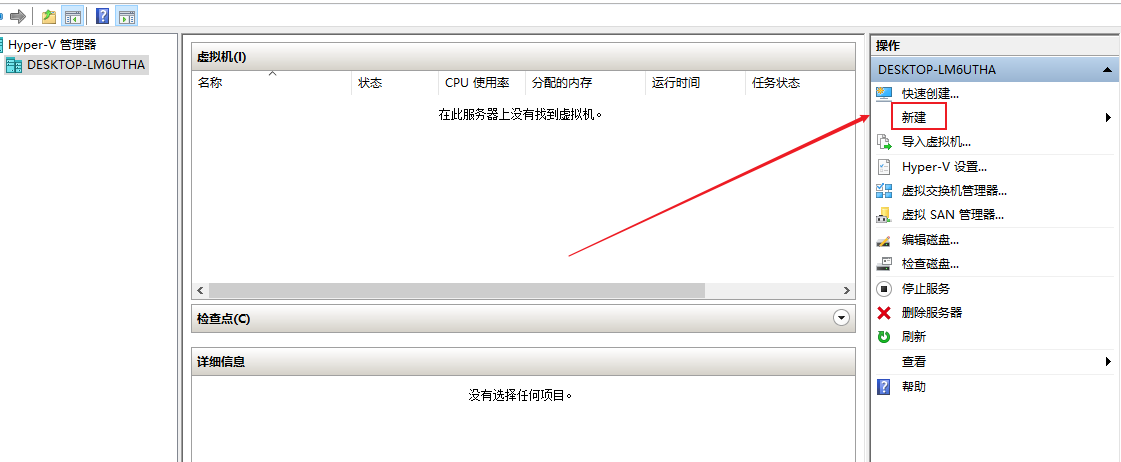 Hyper-V 管理器
DESKTOP-LM6UTHA
虚拟机(I)
名称 状态 CPU 使用率 分配的内存 运行时间 任务状态
在此服务器上没有找到虚拟机。
检查点(C)
详细信息
没有选择任何项目。
操作
DESKTOP-LM6UTHA
快速创建...
新建
导入虚拟机...
Hyper-V 设置...
虚拟交换机管理器...
虚拟 SAN 管理器...
编辑磁盘...
检查磁盘...
停止服务
删除服务器
刷新
查看
帮助